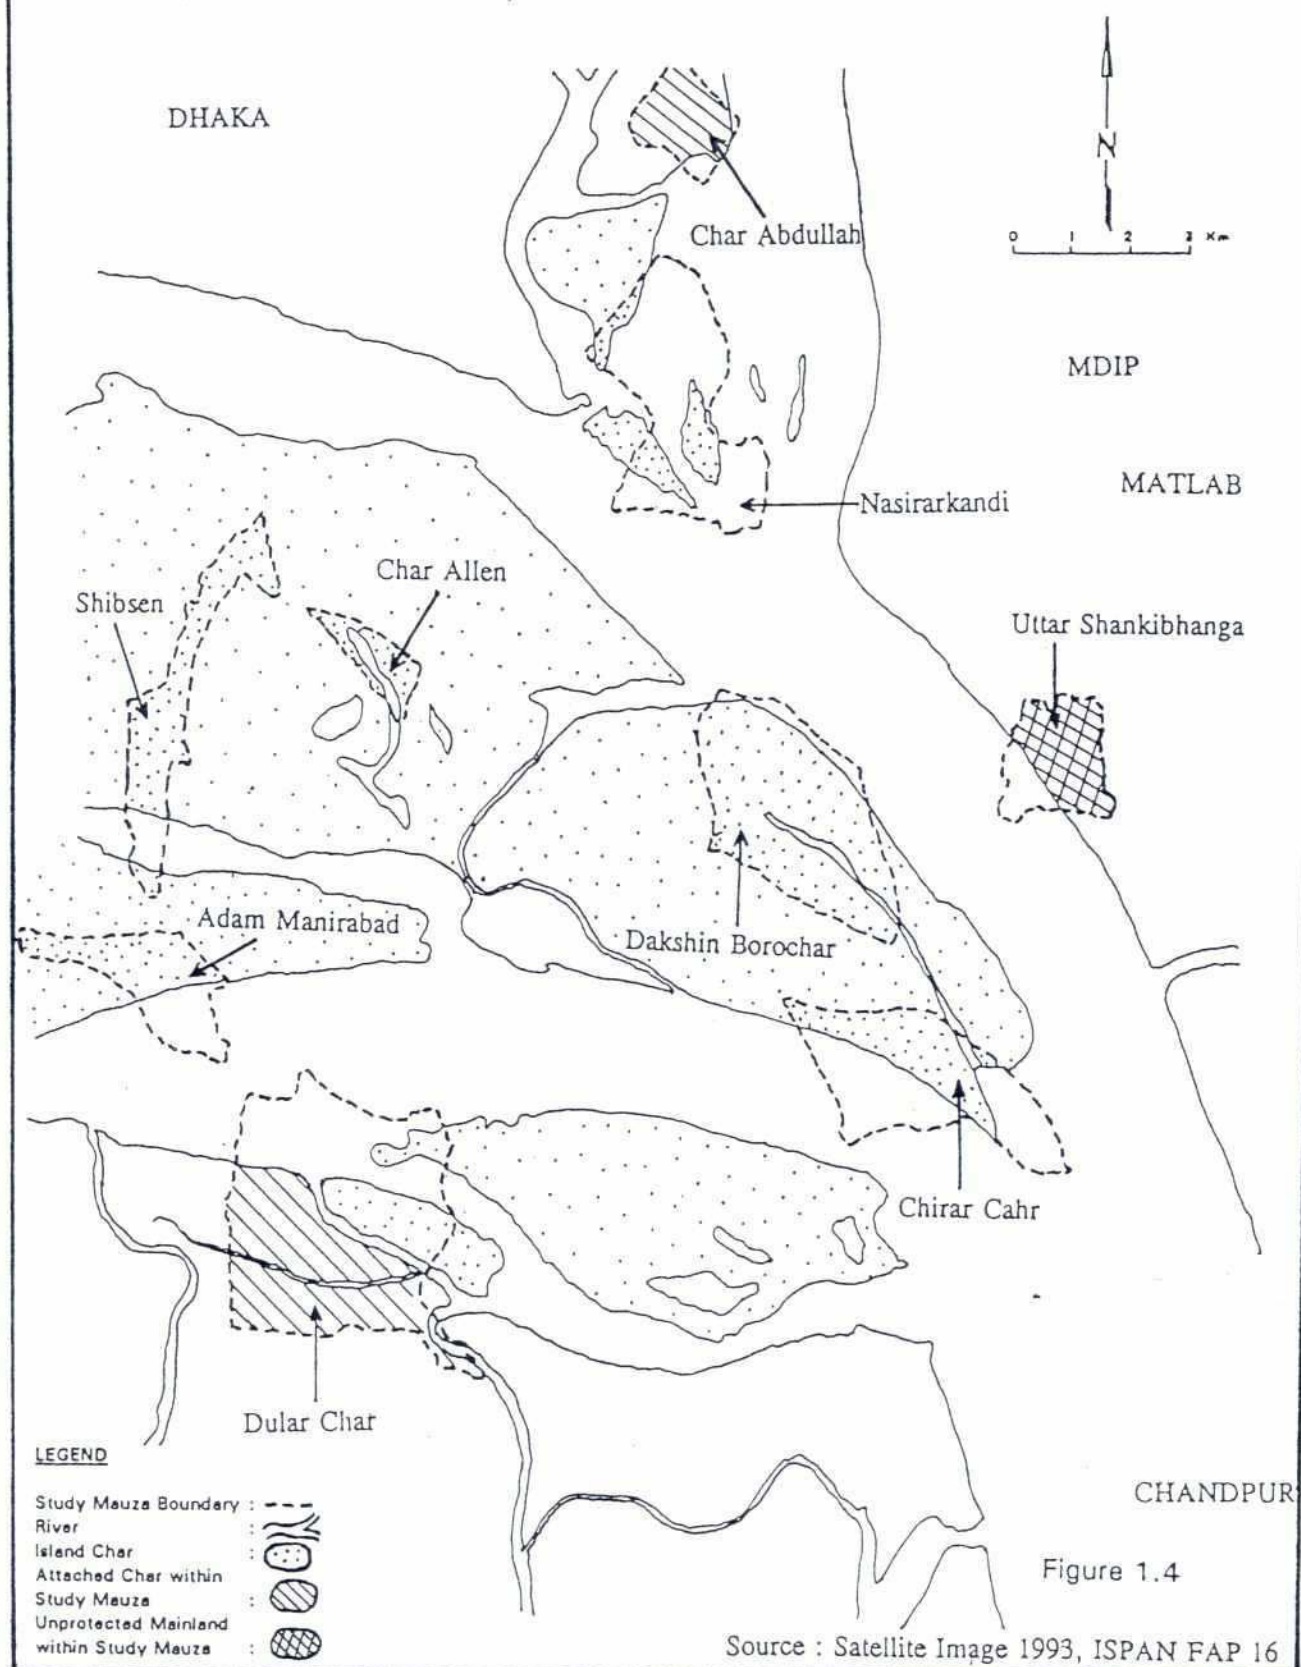 DHAKA
N
Char Abdullah
0 1 2 3 Km
MDIP
MATLAB
Nasirarkandi
Char Allen
Shibsen
Uttar Shankibhanga
Adam Manirabad
Dakshin Borochar
Chirar Cahr
Dular Char
LEGEND
Study Mauza Boundary :
River :
Island Char :
Attached Char within
Study Mauza :
Unprotected Mainland
within Study Mauza :
CHANDPUR
Figure 1.4
Source : Satellite Image 1993, ISPAN FAP 16